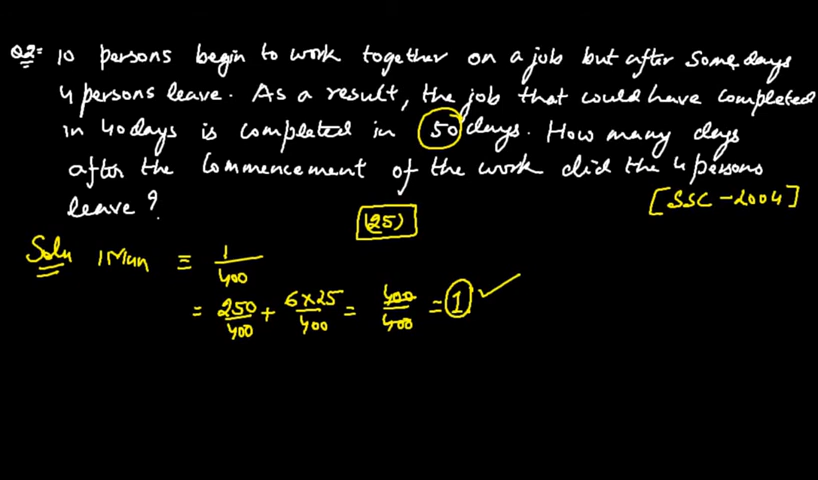 Q2= 10 persons begin to work together on a job but after some days
4 persons leave. As a result, the job that could have completed
in 40 days is completed in 50 days. How many days
after the commencement of the work did the 4 persons
leave?
[SSC-2004]
(25)
Soln 1 Man ≡ 1/400
= 250/400 + 6×25/400 = 400/400 = 1 ✓